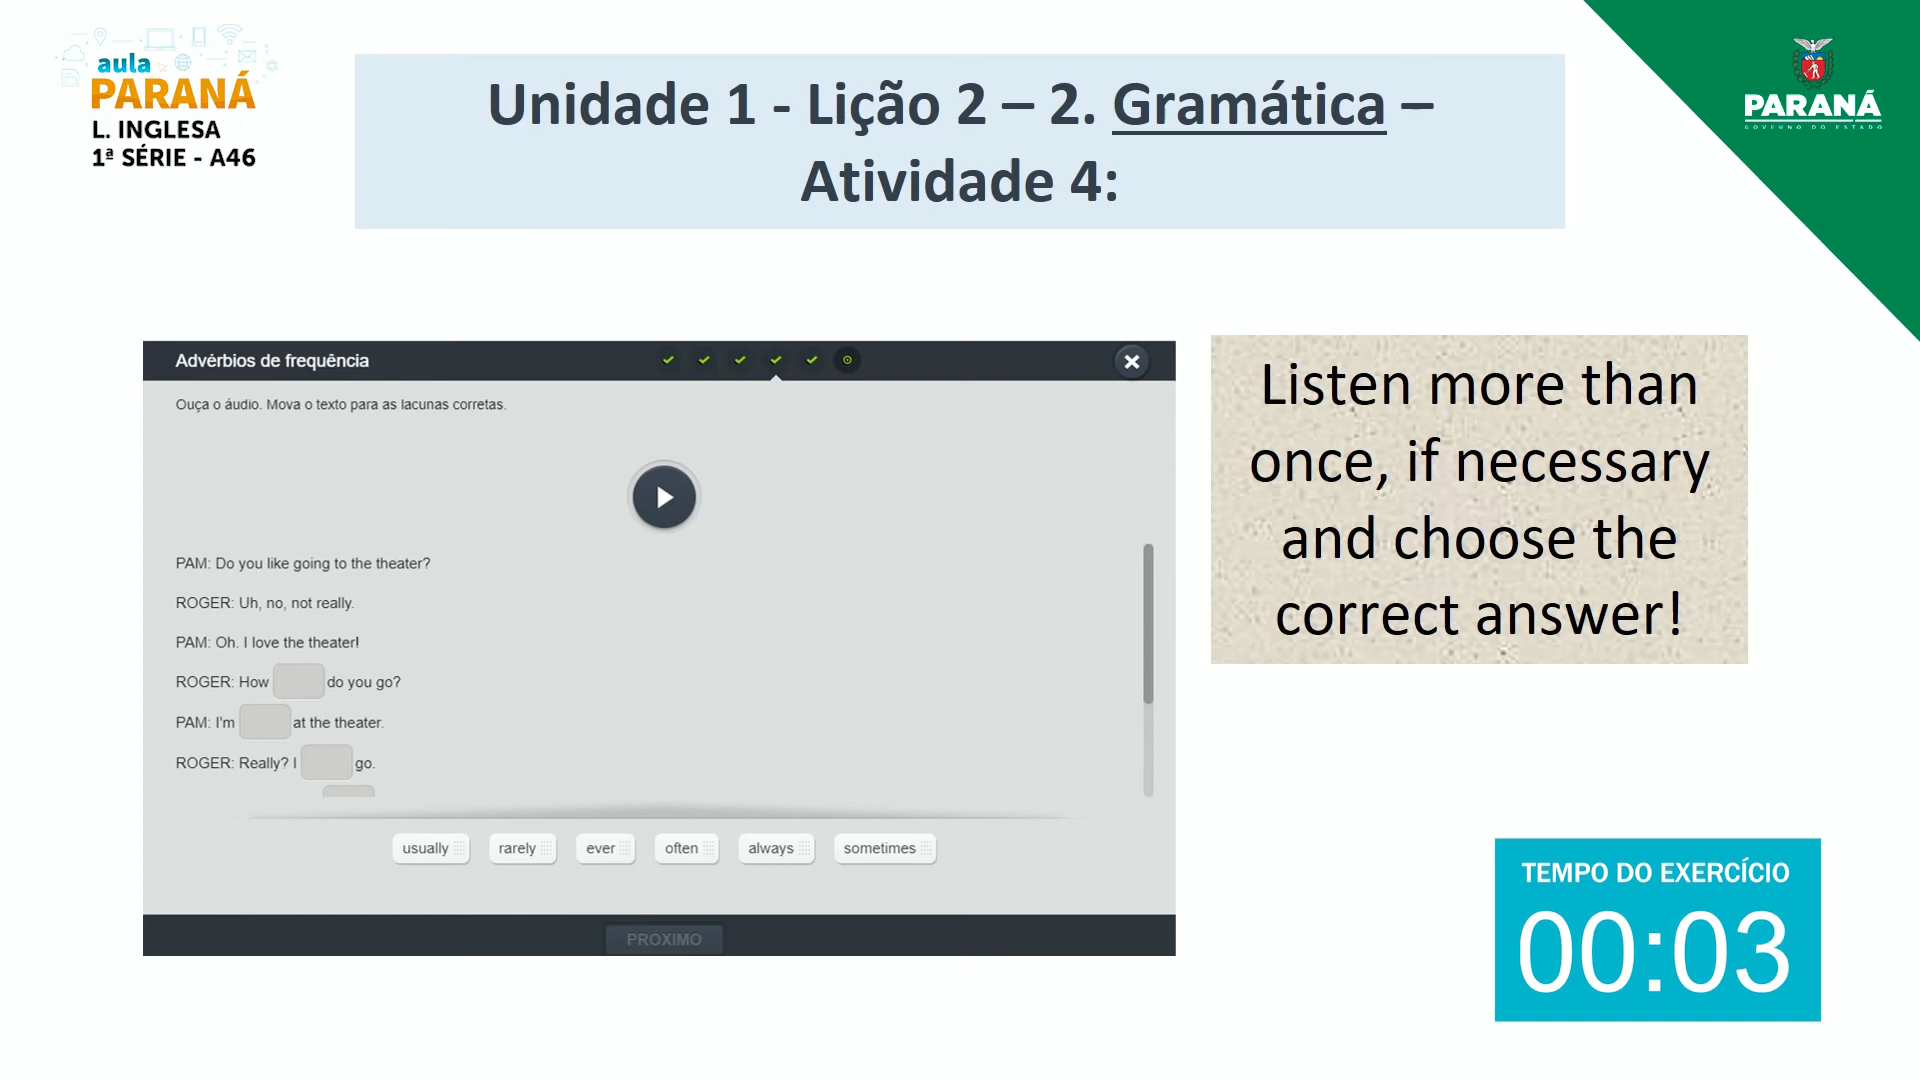 aula
PARANÁ
L. INGLESA
1ª SÉRIE - A46
Unidade 1 - Lição 2 – 2. Gramática –
Atividade 4:
PARANÁ
GOVERNO DO ESTADO
Advérbios de frequência
Ouça o áudio. Mova o texto para as lacunas corretas.
PAM: Do you like going to the theater?
ROGER: Uh, no, not really.
PAM: Oh. I love the theater!
ROGER: How do you go?
PAM: I'm at the theater.
ROGER: Really? I go.
usually
rarely
ever
often
always
sometimes
PRÓXIMO
Listen more than
once, if necessary
and choose the
correct answer!
TEMPO DO EXERCÍCIO
00:03